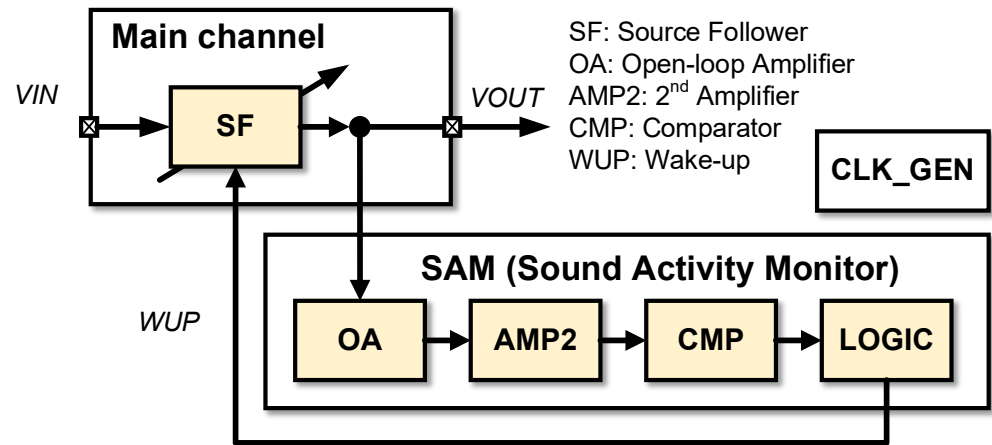 Main channel
VIN
SF
VOUT
SF: Source Follower
OA: Open-loop Amplifier
AMP2: 2nd Amplifier
CMP: Comparator
WUP: Wake-up
CLK_GEN
SAM (Sound Activity Monitor)
WUP
OA
AMP2
CMP
LOGIC